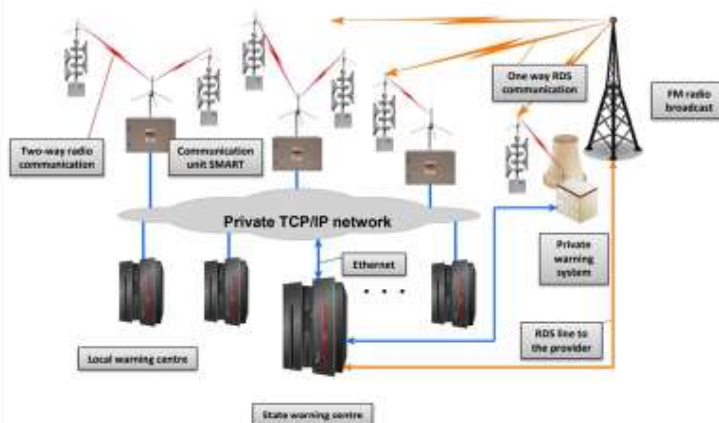 One way RDS
communication
FM radio
broadcast
Two-way radio
communication
Communication
unit SMART
Private TCP/IP network
Ethernet
Private
warning
system
RDS line to
the provider
Local warning centre
State warning centre